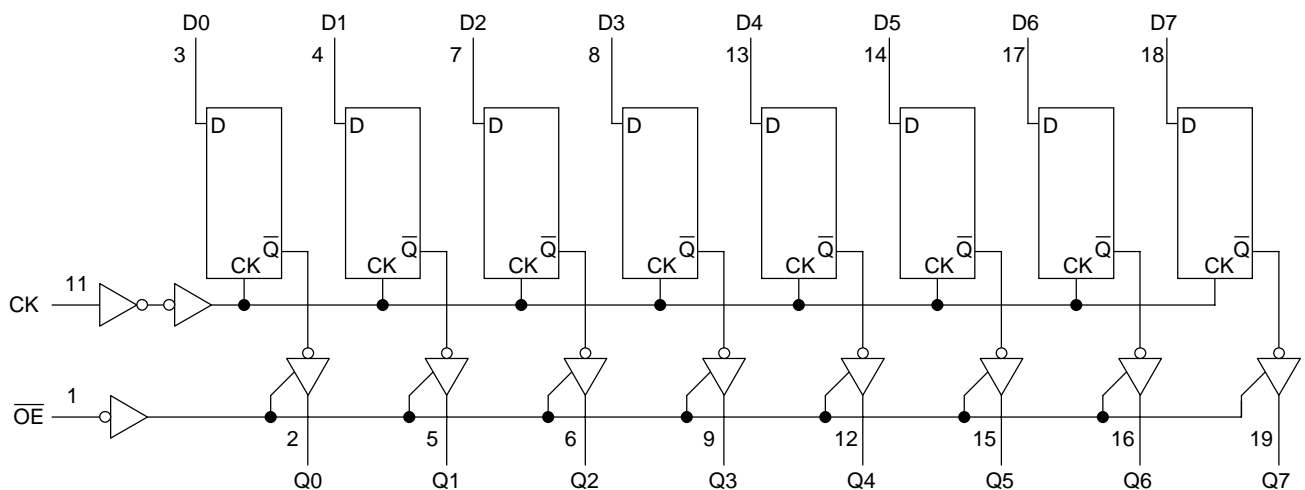 D0 D1 D2 D3 D4 D5 D6 D7
3 4 7 8 13 14 17 18
D D D D D D D D
Q̅ Q̅ Q̅ Q̅ Q̅ Q̅ Q̅ Q̅
CK CK CK CK CK CK CK CK
11
CK
1
O̅E̅
2 5 6 9 12 15 16 19
Q0 Q1 Q2 Q3 Q4 Q5 Q6 Q7